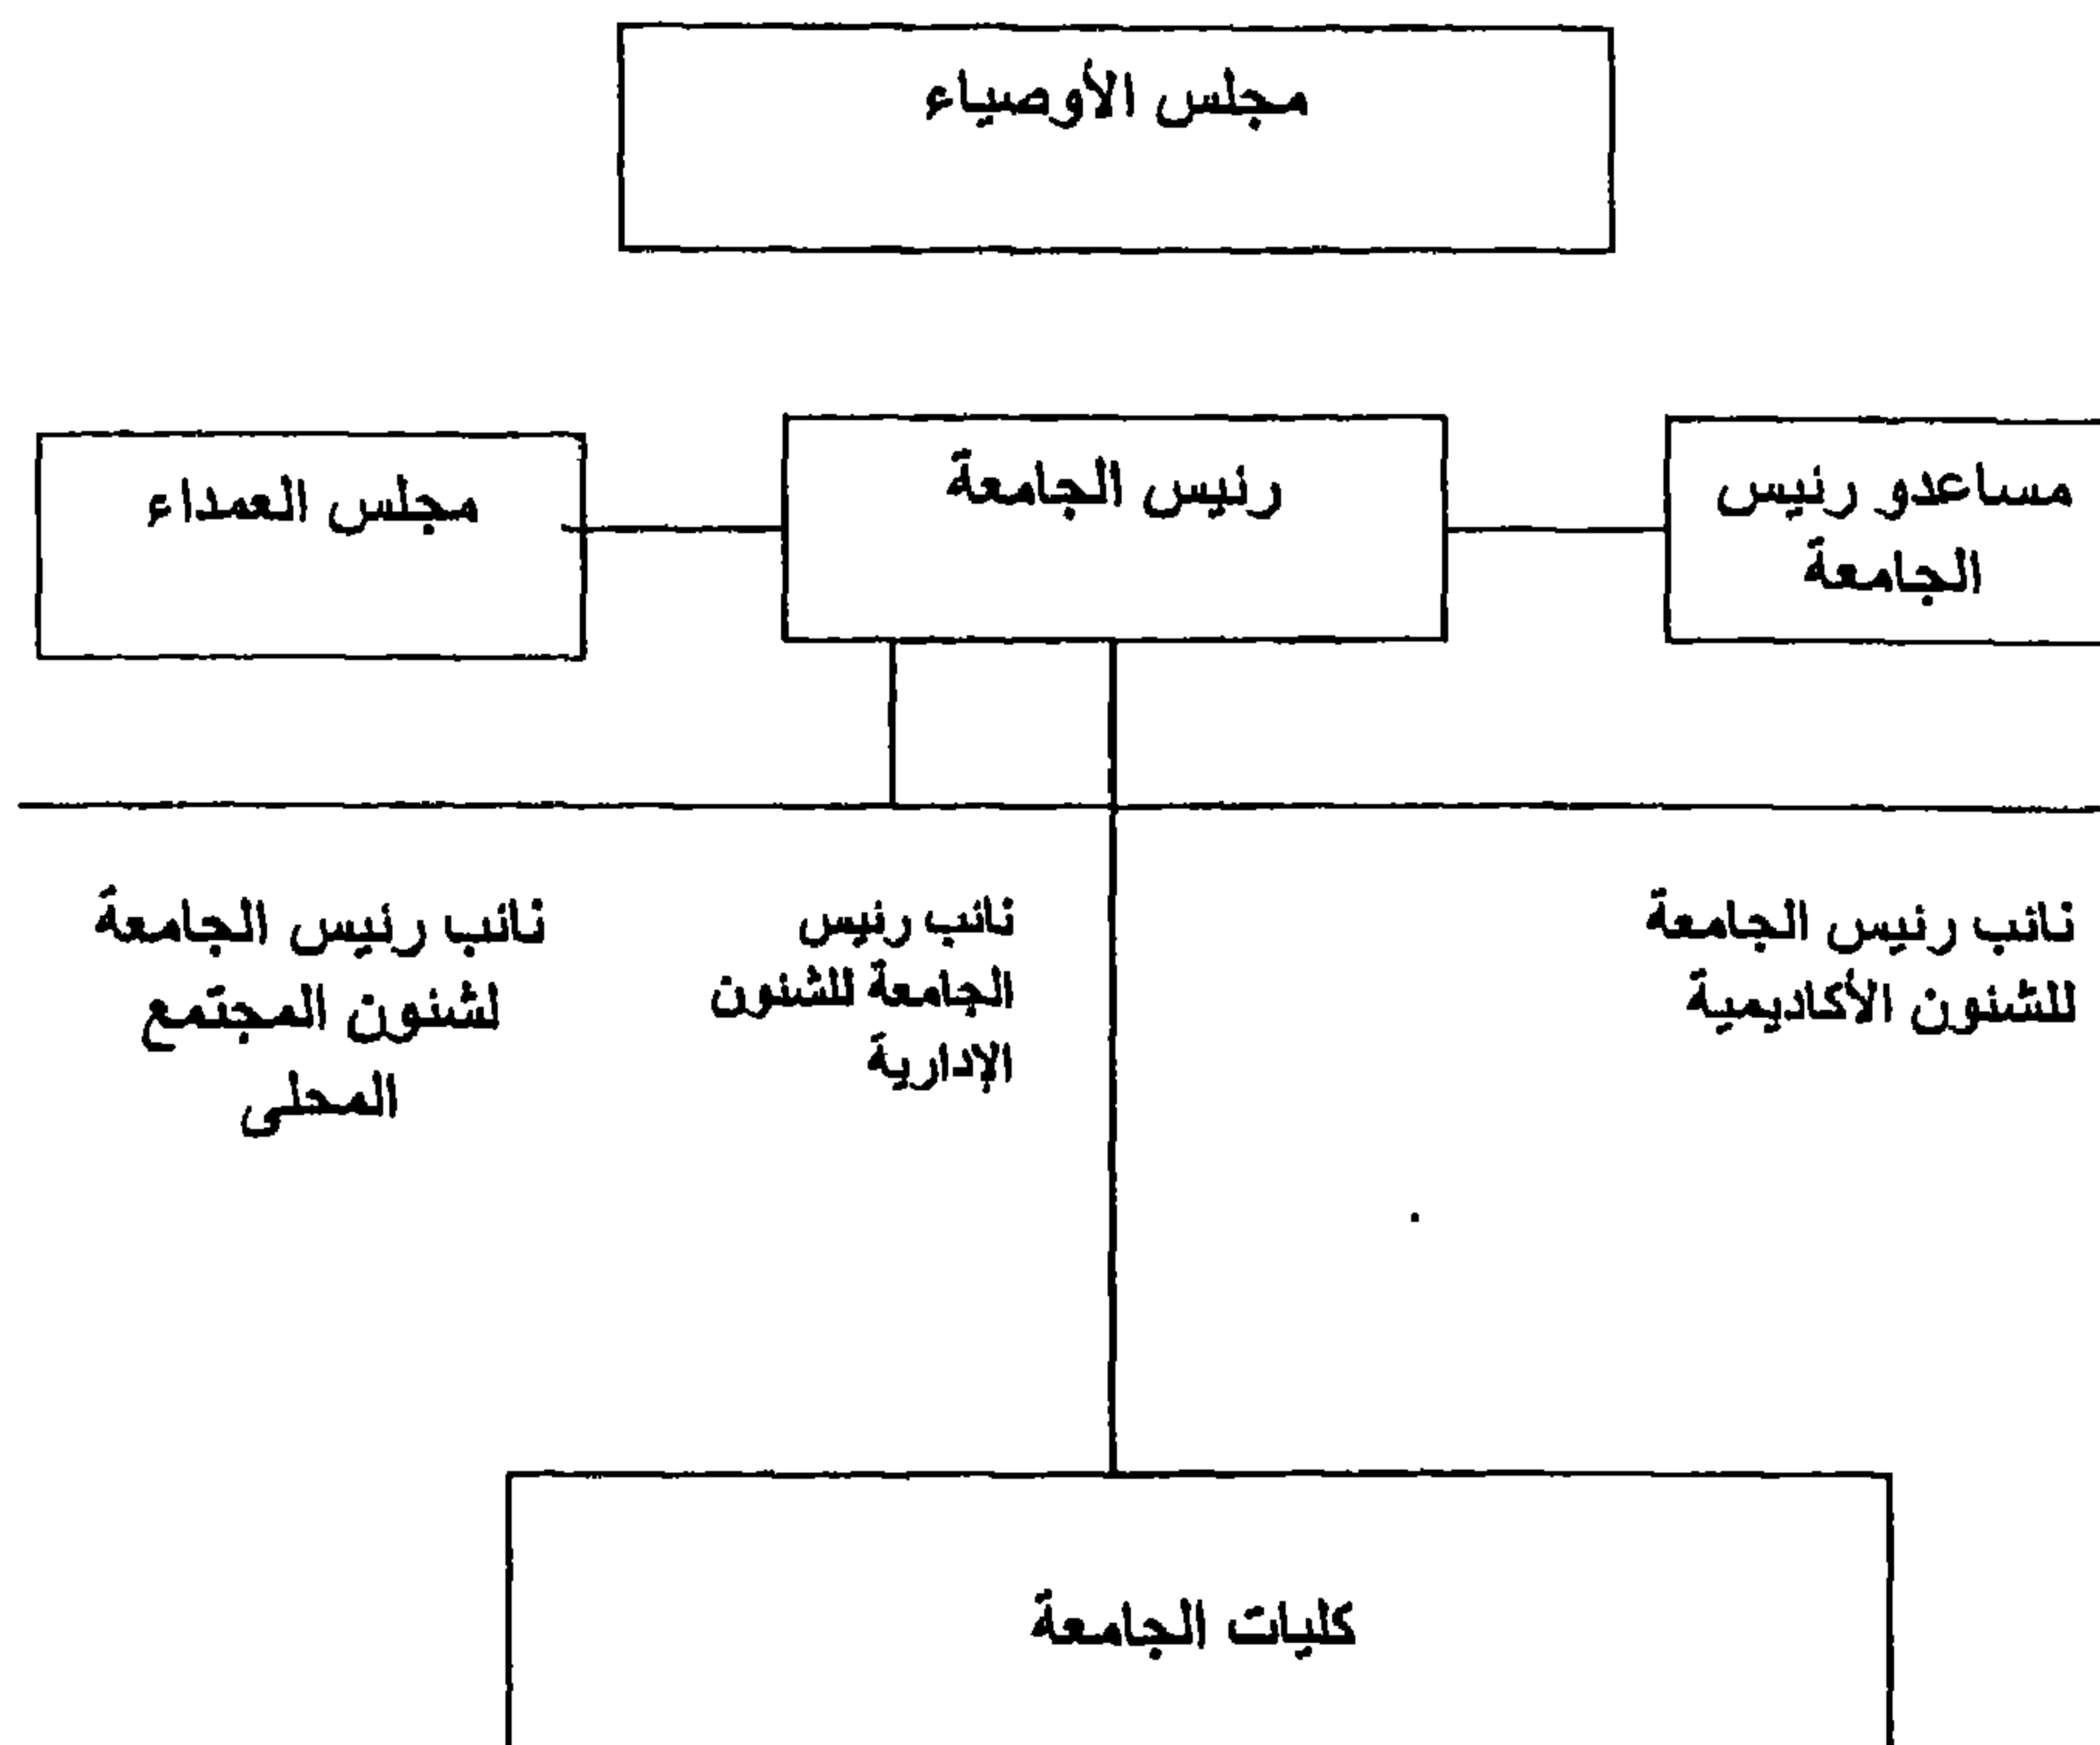 مجلس الأوصياء
مساعدو رئيس
الجامعة
رئيس الجامعة
مجلس العمداء
نائب رئيس الجامعة
للشئون الأكاديمية
نائب رئيس
الجامعة للشئون
الإدارية
نائب رئيس الجامعة
لشئون المجتمع
المحلى
كليات الجامعة